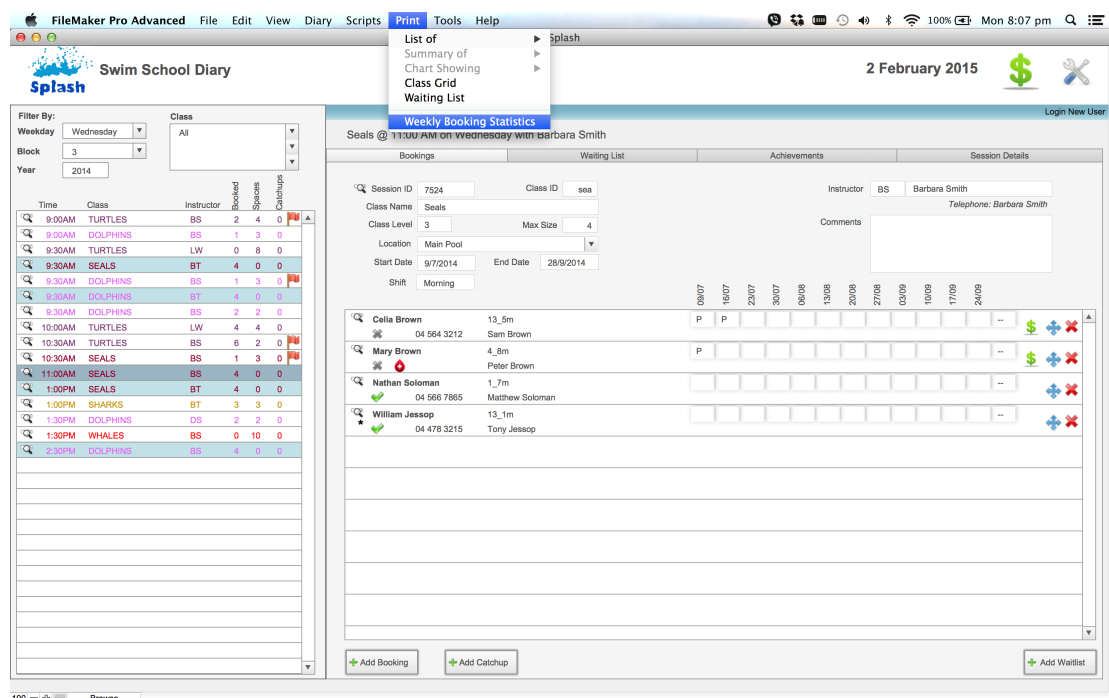 FileMaker Pro Advanced File Edit View Diary Scripts Print Tools Help 100% Mon 8:07 pm
Splash
List of
Summary of
Chart Showing
Class Grid
Waiting List
Weekly Booking Statistics
Splash
Swim School Diary
2 February 2015
Login New User
Filter By:
Weekday Wednesday
Block 3
Year 2014
Class
All
Time Class Instructor Booked Spaces Catchups
9:00AM TURTLES BS 2 4 0
9:00AM DOLPHINS BS 1 3 0
9:30AM TURTLES LW 0 8 0
9:30AM SEALS BT 4 0 0
9:30AM DOLPHINS BS 1 3 0
9:30AM DOLPHINS BT 4 0 0
9:30AM DOLPHINS BS 2 2 0
10:00AM TURTLES LW 4 4 0
10:30AM TURTLES BS 6 2 0
10:30AM SEALS BS 1 3 0
11:00AM SEALS BS 4 0 0
1:00PM SEALS BT 4 0 0
1:00PM SHARKS BT 3 3 0
1:30PM DOLPHINS DS 2 2 0
1:30PM WHALES BS 0 10 0
2:30PM DOLPHINS BS 4 0 0
Seals @ 11:00 AM on Wednesday with Barbara Smith
Bookings Waiting List Achievements Session Details
Session ID 7524 Class ID sea Instructor BS Barbara Smith
Class Name Seals Telephone: Barbara Smith
Class Level 3 Max Size 4 Comments
Location Main Pool
Start Date 9/7/2014 End Date 28/9/2014
Shift Morning
09/07 16/07 23/07 30/07 06/08 13/08 20/08 27/08 03/09 10/09 17/09 24/09
Celia Brown 13_5m P P --
04 564 3212 Sam Brown
Mary Brown 4_8m P --
Peter Brown
Nathan Soloman 1_7m --
04 566 7865 Matthew Soloman
William Jessop 13_1m --
* 04 478 3215 Tony Jessop
Add Booking Add Catchup Add Waitlist
100 Browse